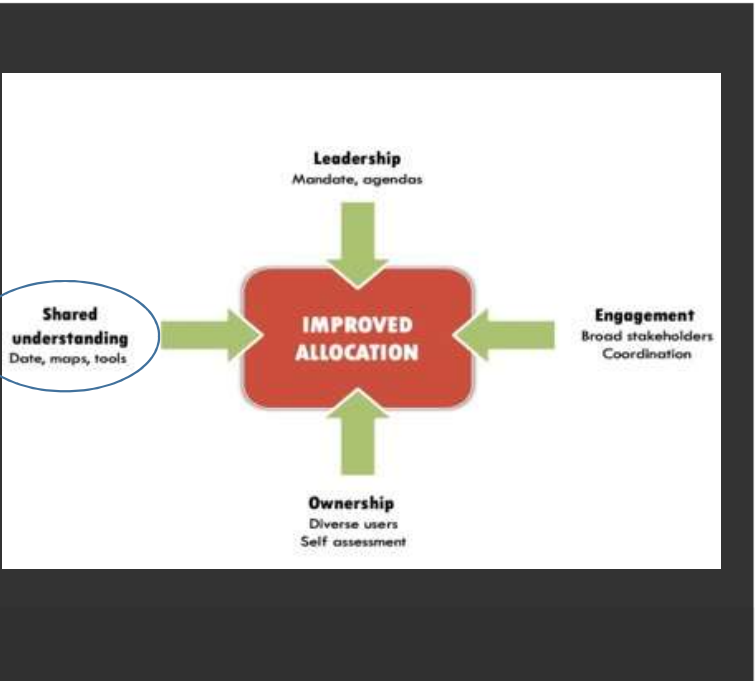 Leadership
Mandate, agendas
Shared
understanding
Date, maps, tools
IMPROVED
ALLOCATION
Engagement
Broad stakeholders
Coordination
Ownership
Diverse users
Self assessment